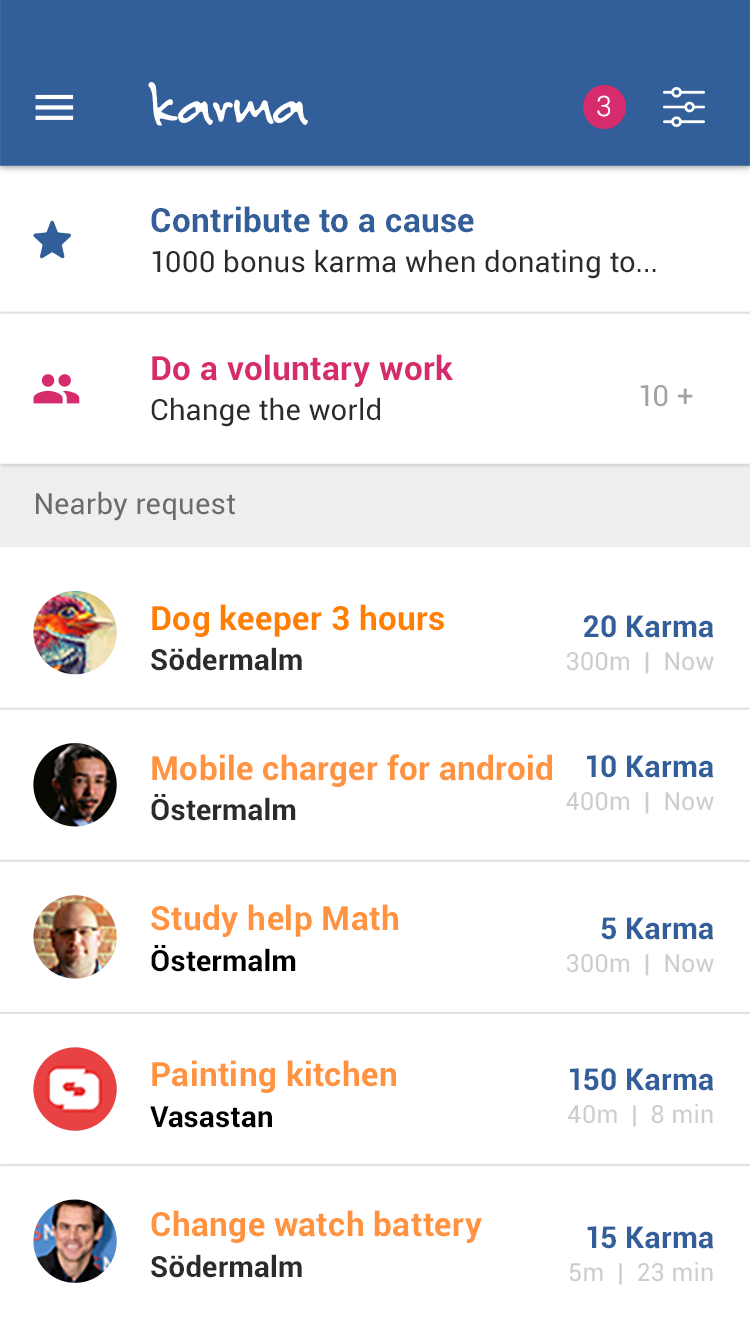 karma
3
Contribute to a cause
1000 bonus karma when donating to...
Do a voluntary work
Change the world
10 +
Nearby request
Dog keeper 3 hours
20 Karma
Södermalm
300m | Now
Mobile charger for android
10 Karma
Östermalm
400m | Now
Study help Math
5 Karma
Östermalm
300m | Now
Painting kitchen
150 Karma
Vasastan
40m | 8 min
Change watch battery
15 Karma
Södermalm
5m | 23 min